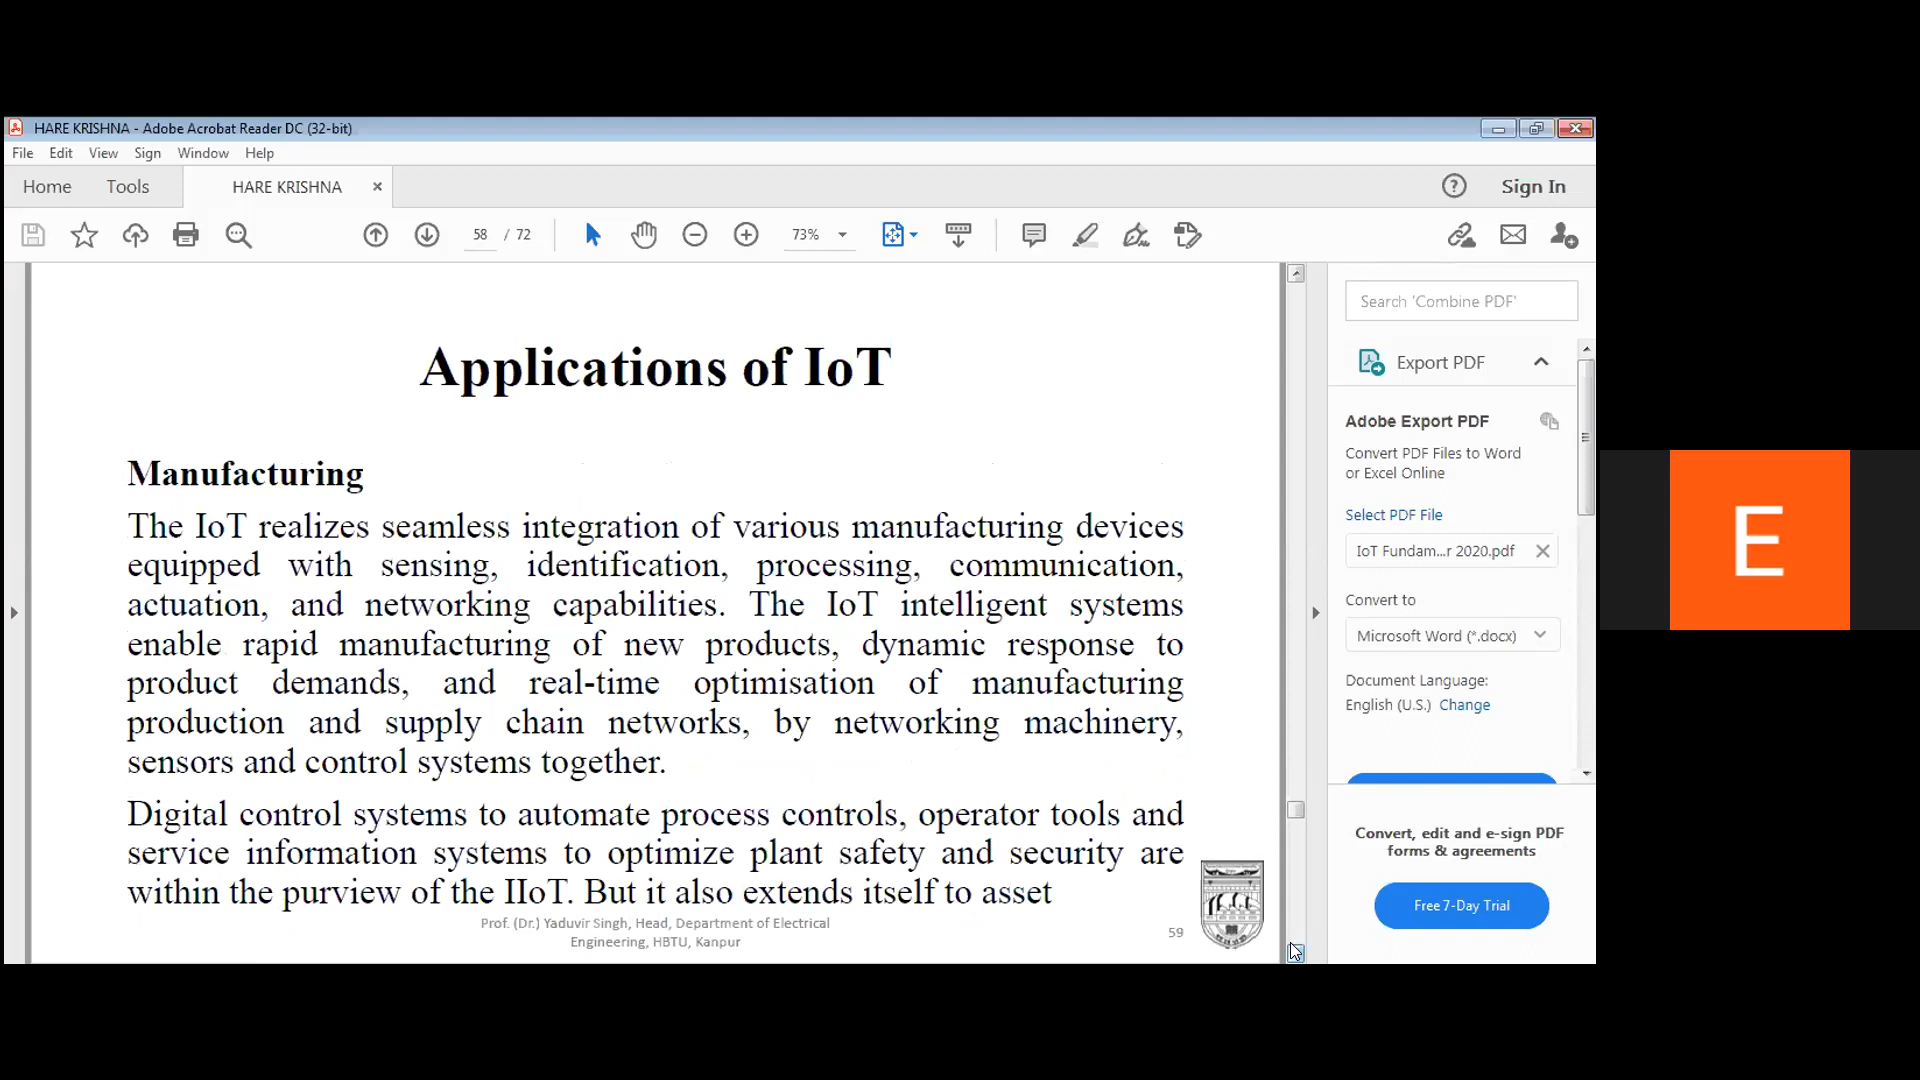 HARE KRISHNA - Adobe Acrobat Reader DC (32-bit)
File Edit View Sign Window Help
Home Tools HARE KRISHNA Sign In
58 / 72 73%
Applications of IoT
Manufacturing
The IoT realizes seamless integration of various manufacturing devices
equipped with sensing, identification, processing, communication,
actuation, and networking capabilities. The IoT intelligent systems
enable rapid manufacturing of new products, dynamic response to
product demands, and real-time optimisation of manufacturing
production and supply chain networks, by networking machinery,
sensors and control systems together.
Digital control systems to automate process controls, operator tools and
service information systems to optimize plant safety and security are
within the purview of the IIoT. But it also extends itself to asset
Prof. (Dr.) Yaduvir Singh, Head, Department of Electrical
Engineering, HBTU, Kanpur
59
Search 'Combine PDF'
Export PDF
Adobe Export PDF
Convert PDF Files to Word
or Excel Online
Select PDF File
IoT Fundam...r 2020.pdf
Convert to
Microsoft Word (*.docx)
Document Language:
English (U.S.) Change
Convert, edit and e-sign PDF
forms & agreements
Free 7-Day Trial
E